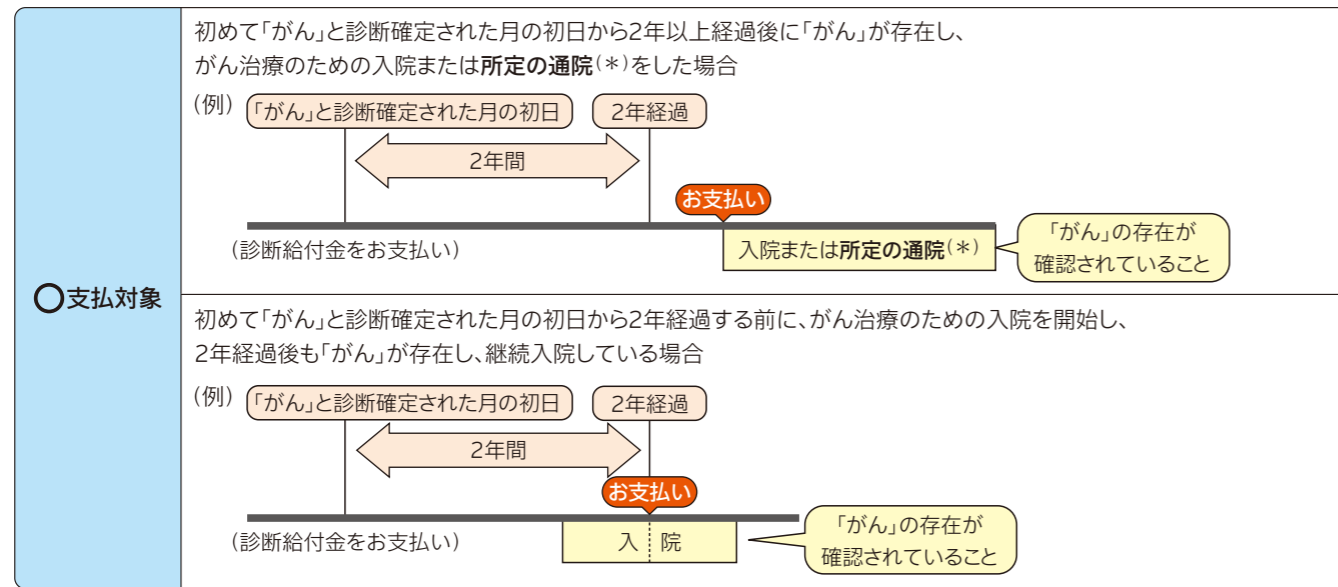 ○支払対象
初めて「がん」と診断確定された月の初日から2年以上経過後に「がん」が存在し、
がん治療のための入院または所定の通院(＊)をした場合
(例)
「がん」と診断確定された月の初日
2年経過
2年間
お支払い
(診断給付金をお支払い)
入院または所定の通院(＊)
「がん」の存在が
確認されていること
初めて「がん」と診断確定された月の初日から2年経過する前に、がん治療のための入院を開始し、
2年経過後も「がん」が存在し、継続入院している場合
(例)
「がん」と診断確定された月の初日
2年経過
2年間
お支払い
(診断給付金をお支払い)
入院
「がん」の存在が
確認されていること